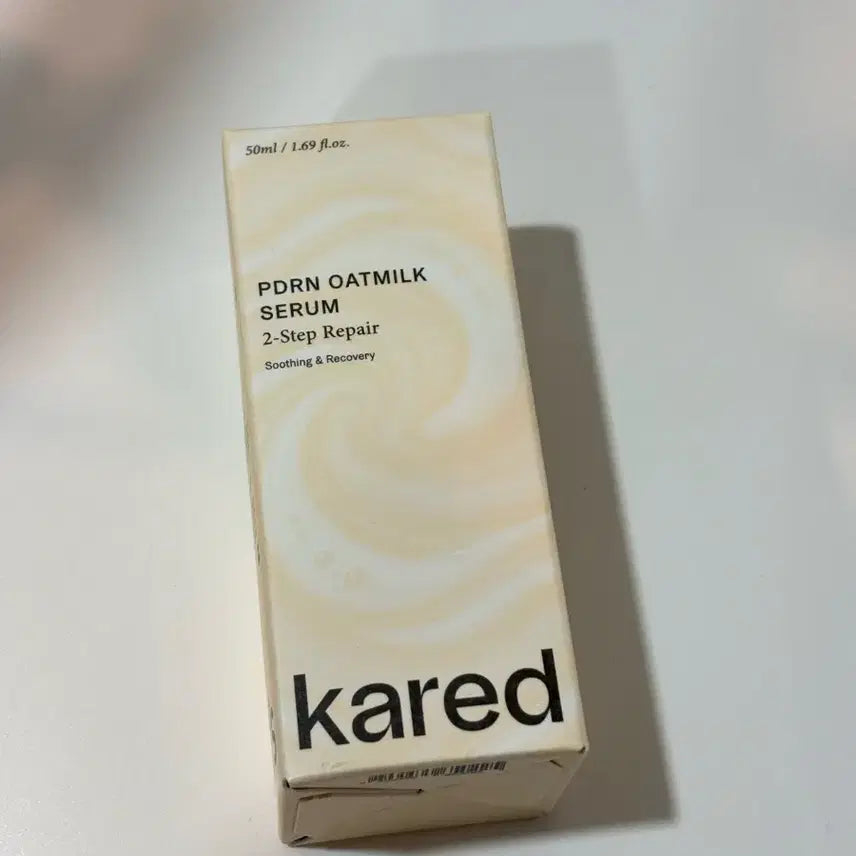 50ml / 1.69 fl.oz.
PDRN OATMILK
SERUM
2-Step Repair
Soothing & Recovery
kared